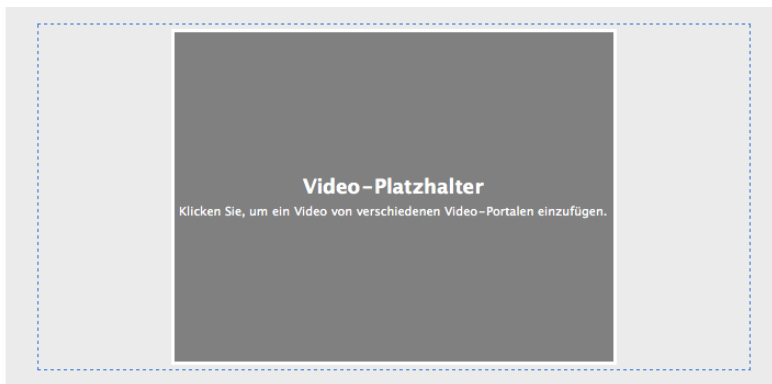 Video-Platzhalter
Klicken Sie, um ein Video von verschiedenen Video-Portalen einzufügen.